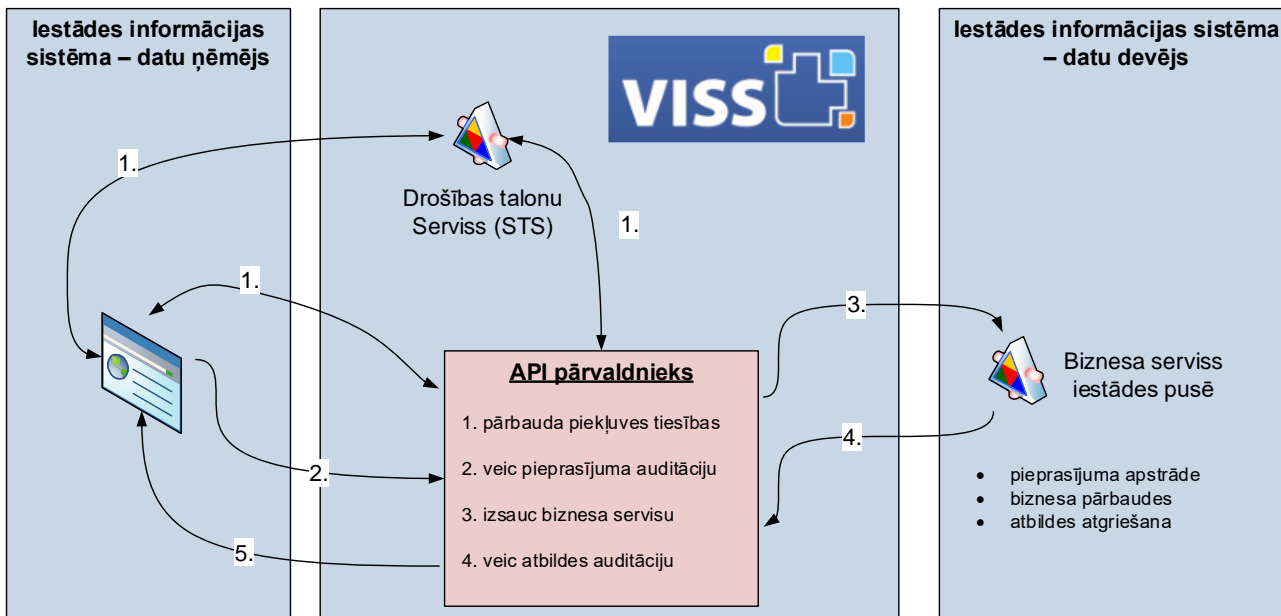 Iestādes informācijas
sistēma – datu ņēmējs
VISS
Iestādes informācijas sistēma
– datu devējs
1.
Drošības talonu
Serviss (STS)
1.
1.
3.
API pārvaldnieks
1. pārbauda piekļuves tiesības
2. veic pieprasījuma auditāciju
3. izsauc biznesa servisu
4. veic atbildes auditāciju
Biznesa serviss
iestādes pusē
4.
2.
• pieprasījuma apstrāde
• biznesa pārbaudes
• atbildes atgriešana
5.